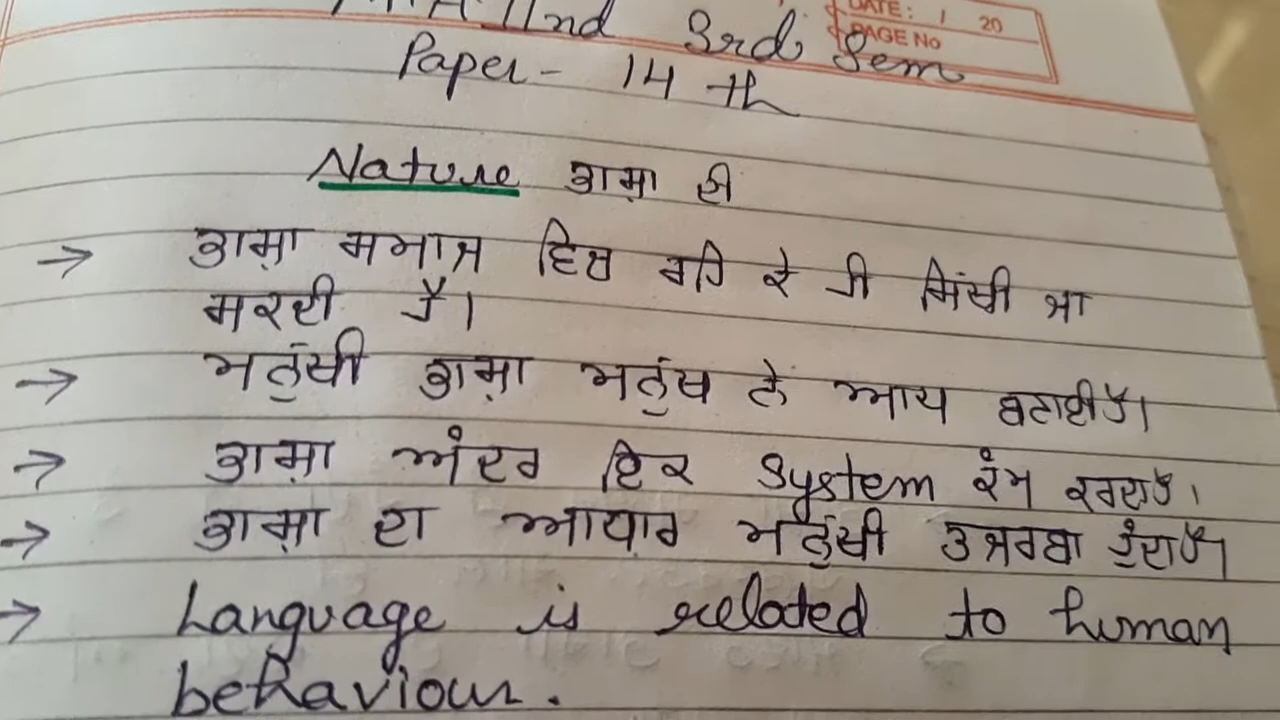 IInd 3rd Sem
DATE: / 20
PAGE NO
Paper - 14 th
Nature ਭਾਸ਼ਾ ਦੀ
→ ਭਾਸ਼ਾ ਸਮਾਜ ਵਿਚ ਰਹਿ ਕੇ ਹੀ ਸਿੱਖੀ ਜਾ
ਸਕਦੀ ਹੈ।
→ ਮਨੁੱਖੀ ਭਾਸ਼ਾ ਮਨੁੱਖ ਨੇ ਆਪ ਬਣਾਈ ਹੈ।
→ ਭਾਸ਼ਾ ਅੰਦਰ ਇਕ System ਕੰਮ ਕਰਦਾ ਹੈ।
→ ਭਾਸ਼ਾ ਦਾ ਆਧਾਰ ਮਨੁੱਖੀ ਤਜਰਬਾ ਹੁੰਦਾ ਹੈ।
→ Language is related to human
behaviour.